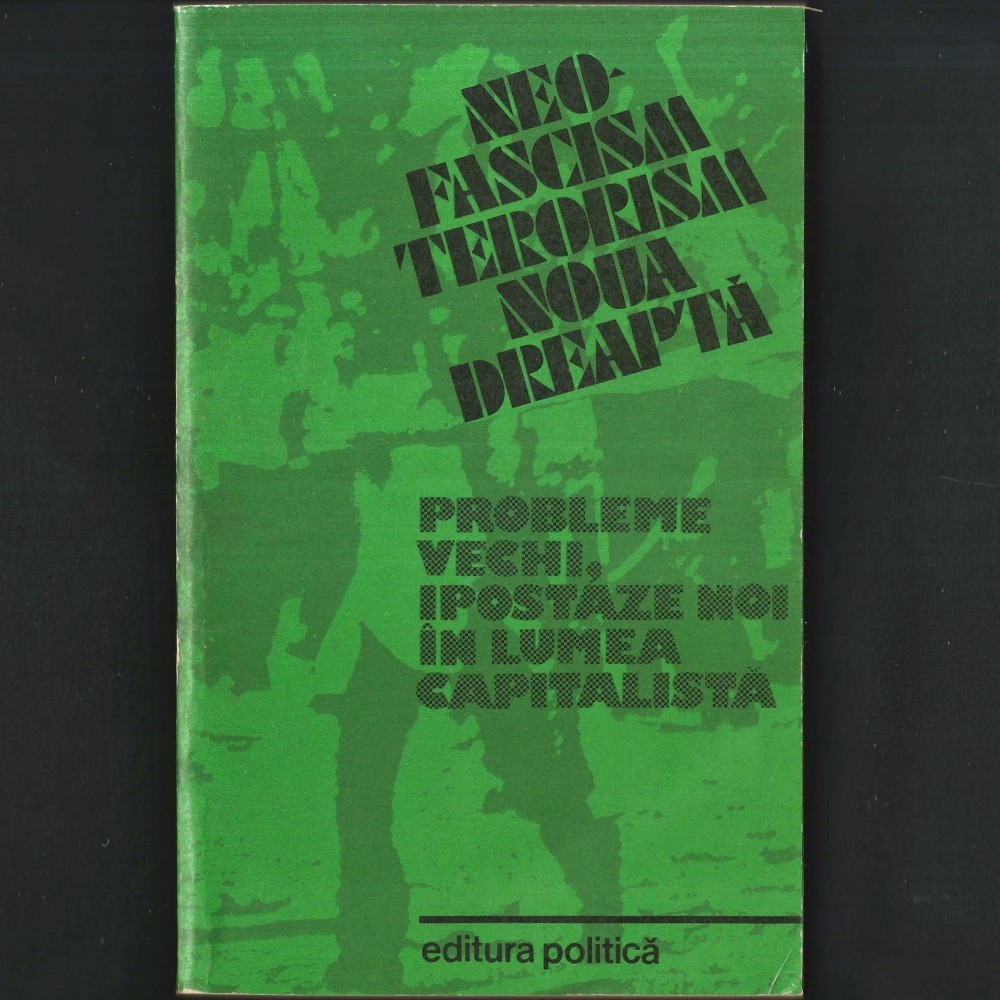 NEO-
FASCISM
TERORISM
NOUA
DREAPTĂ
PROBLEME
VECHI,
IPOSTAZE NOI
ÎN LUMEA
CAPITALISTĂ
editura politică